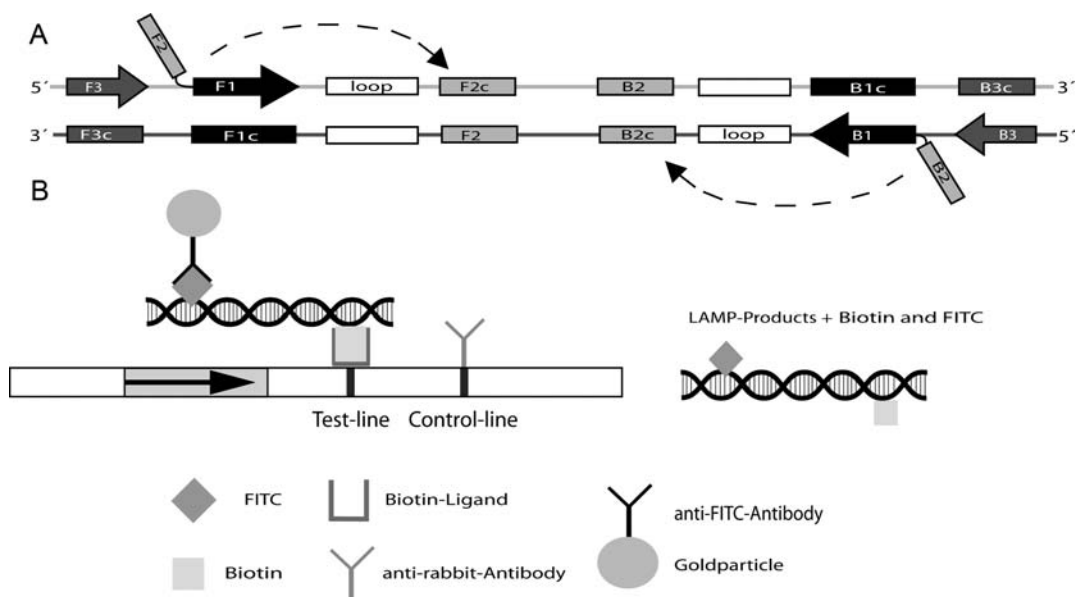 A
F2
5´ F3 F1 loop F2c B2 B1c B3c 3´
3´ F3c F1c F2 B2c loop B1 B3 5´
B2
B
LAMP-Products + Biotin and FITC
Test-line Control-line
FITC Biotin-Ligand anti-FITC-Antibody
Biotin anti-rabbit-Antibody Goldparticle